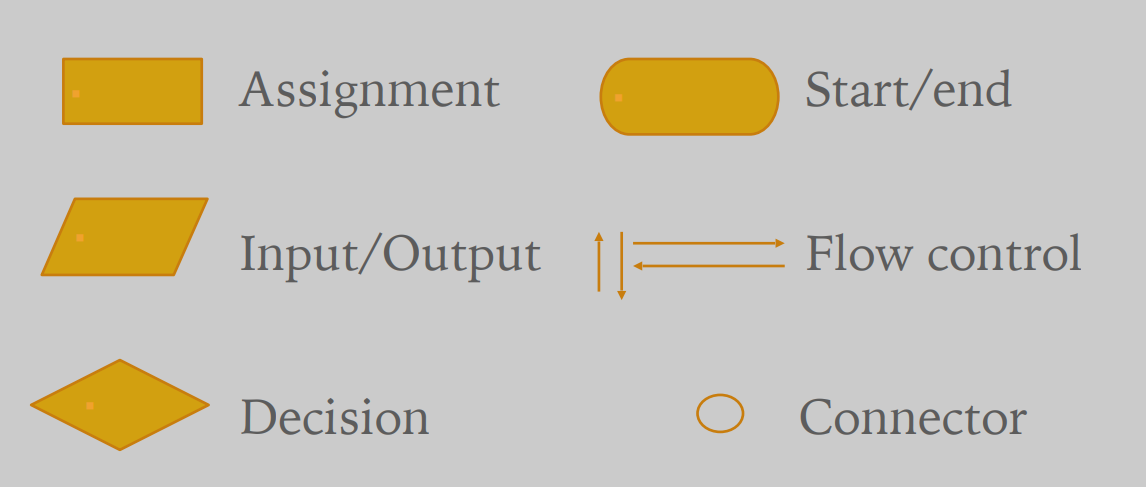 Assignment
Start/end
Input/Output
Flow control
Decision
Connector